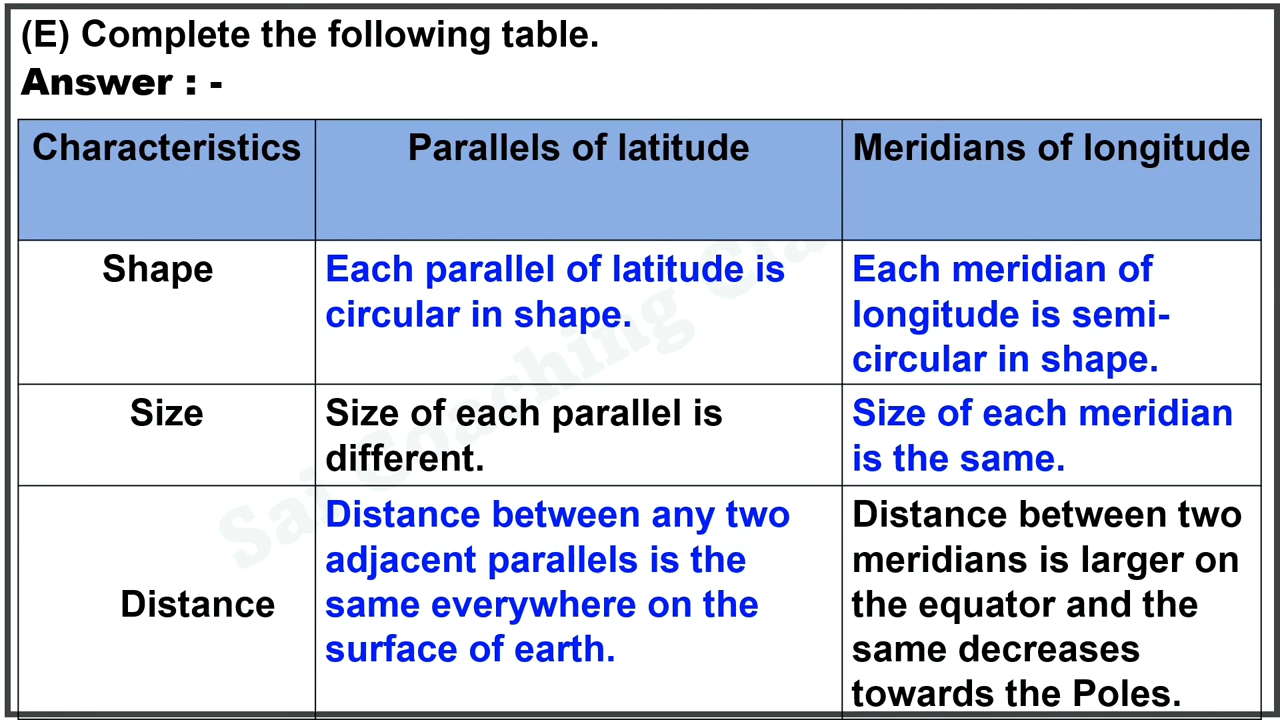 (E) Complete the following table.
Answer : -
Characteristics
Parallels of latitude
Meridians of longitude
Shape
Each parallel of latitude is
circular in shape.
Each meridian of
longitude is semi-
circular in shape.
Size
Size of each parallel is
different.
Size of each meridian
is the same.
Distance
Distance between any two
adjacent parallels is the
same everywhere on the
surface of earth.
Distance between two
meridians is larger on
the equator and the
same decreases
towards the Poles.
Sai Coaching Cla